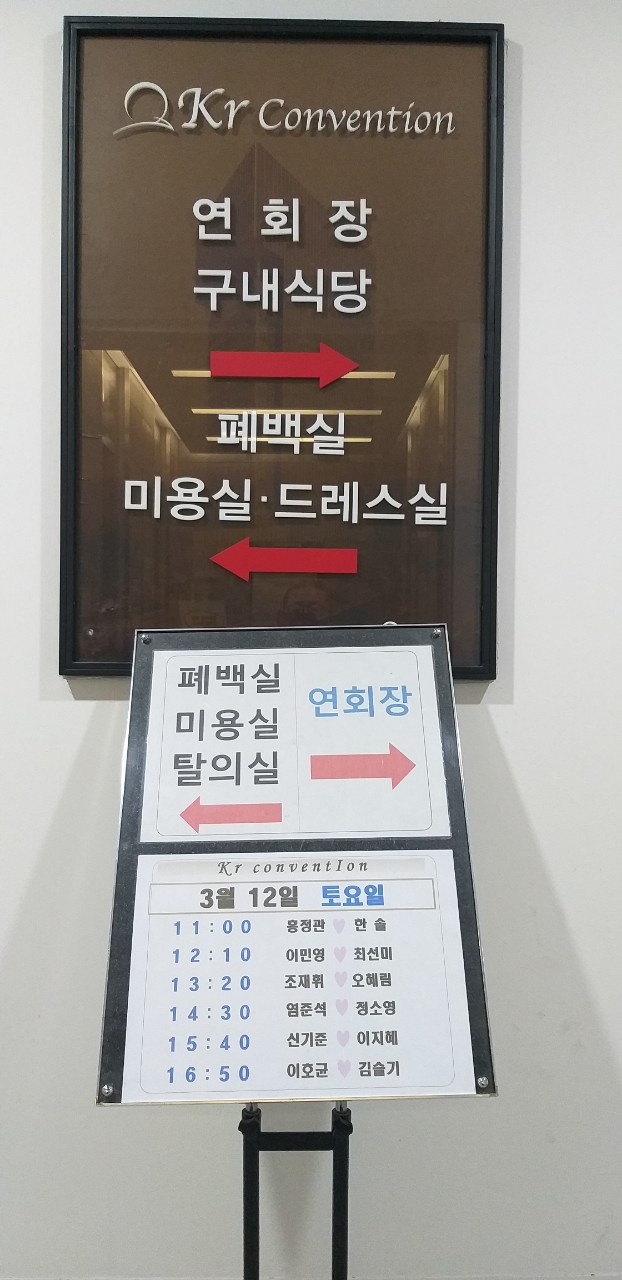 Kr Convention
연 회 장
구내식당
폐백실
미용실·드레스실
폐백실
미용실
탈의실
연회장
Kr conventIon
3월 12일 토요일
11:00 홍정관 한 솔
12:10 이민영 최선미
13:20 조재휘 오혜림
14:30 염준석 정소영
15:40 신기준 이지혜
16:50 이호균 김슬기